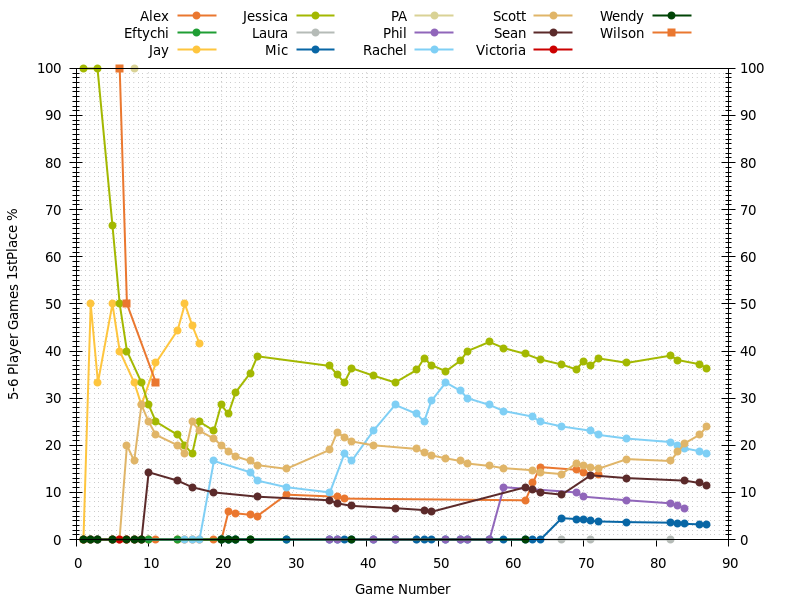 Alex Jessica PA Scott Wendy
Eftychi Laura Phil Sean Wilson
Jay Mic Rachel Victoria
100 100
90 90
80 80
70 70
60 60
50 50
40 40
30 30
20 20
10 10
0 0
5-6 Player Games 1stPlace %
0 10 20 30 40 50 60 70 80 90
Game Number